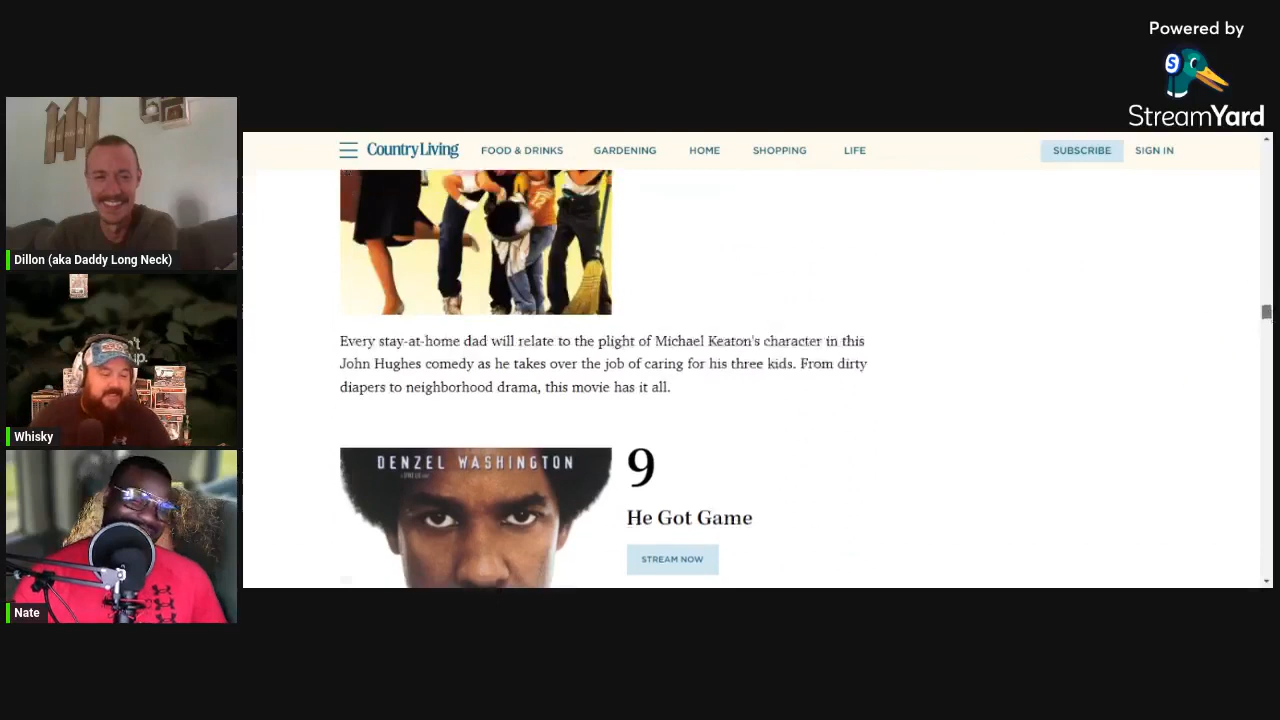 Powered by
S
StreamYard
Dillon (aka Daddy Long Neck)
Whisky
Nate
Country Living
FOOD & DRINKS
GARDENING
HOME
SHOPPING
LIFE
SUBSCRIBE
SIGN IN
Every stay-at-home dad will relate to the plight of Michael Keaton's character in this
John Hughes comedy as he takes over the job of caring for his three kids. From dirty
diapers to neighborhood drama, this movie has it all.
DENZEL WASHINGTON
9
He Got Game
STREAM NOW